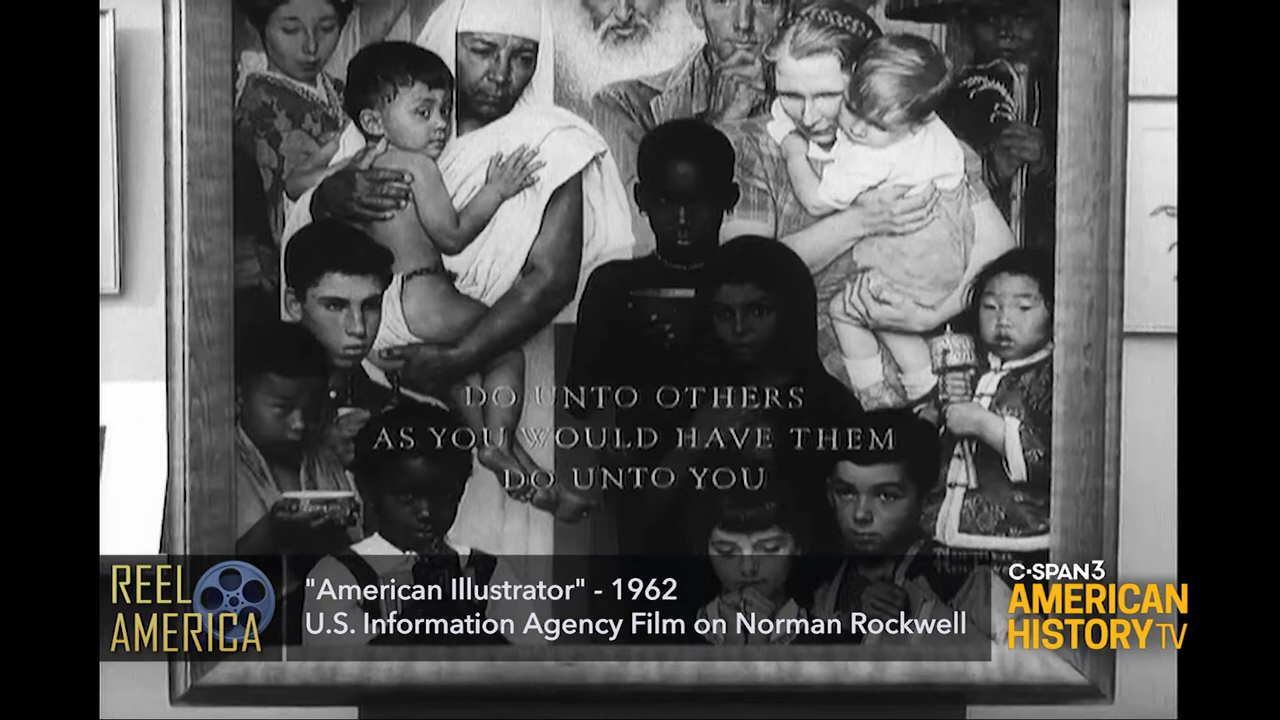 DO UNTO OTHERS
AS YOU WOULD HAVE THEM
DO UNTO YOU
REEL
AMERICA
"American Illustrator" - 1962
U.S. Information Agency Film on Norman Rockwell
C-SPAN3
AMERICAN
HISTORY TV